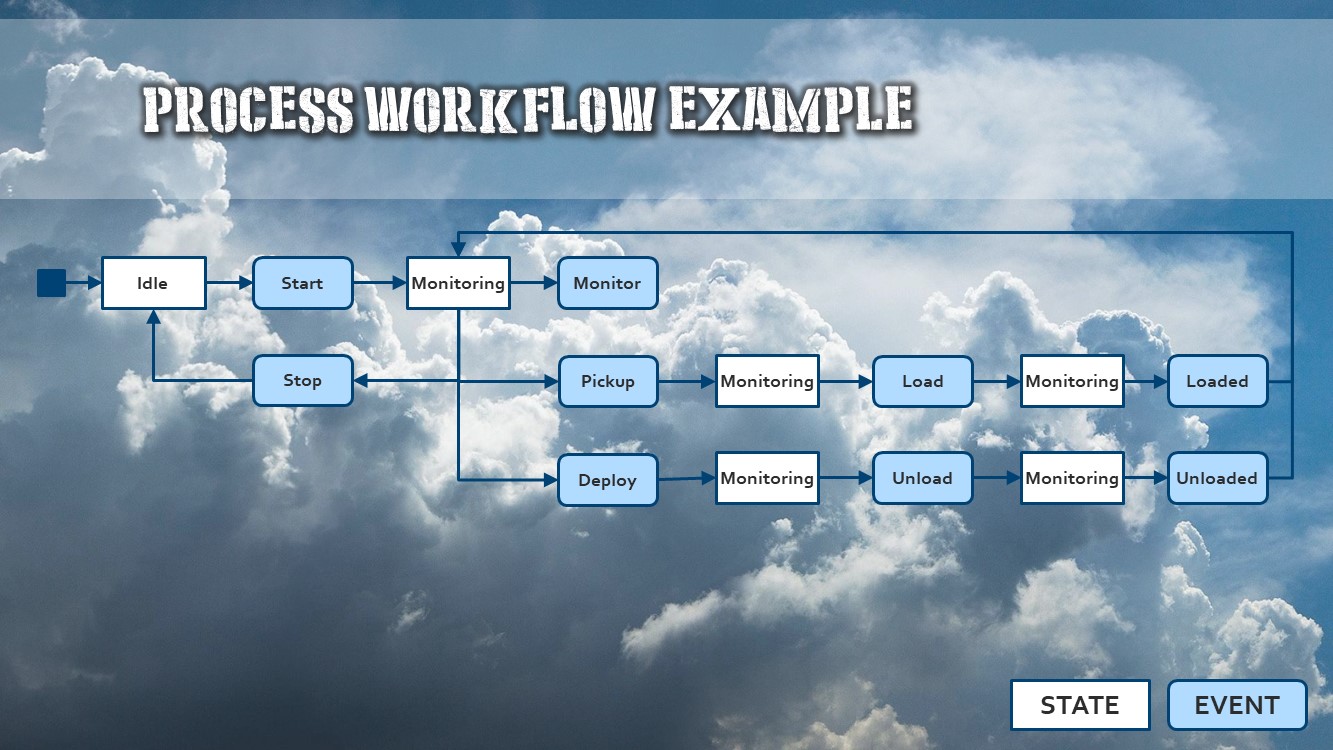 PROCESS WORKFLOW EXAMPLE
Idle
Start
Monitoring
Monitor
Stop
Pickup
Monitoring
Load
Monitoring
Loaded
Deploy
Monitoring
Unload
Monitoring
Unloaded
STATE
EVENT